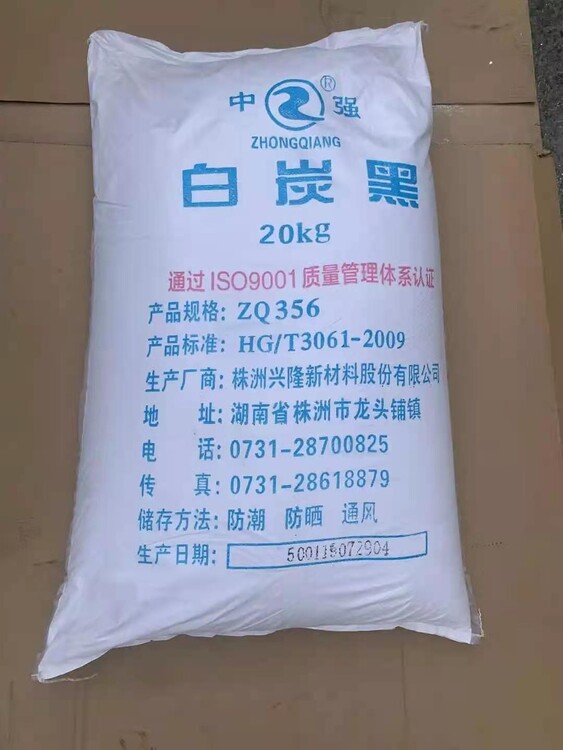 中 ® 强
ZHONGQIANG
白炭黑
20kg
通过ISO9001质量管理体系认证
产品规格: ZQ356
产品标准: HG/T3061-2009
生产厂商: 株洲兴隆新材料股份有限公司
地 址: 湖南省株洲市龙头铺镇
电 话: 0731-28700825
传 真: 0731-28618879
储存方法: 防潮 防晒 通风
生产日期: 500118072904